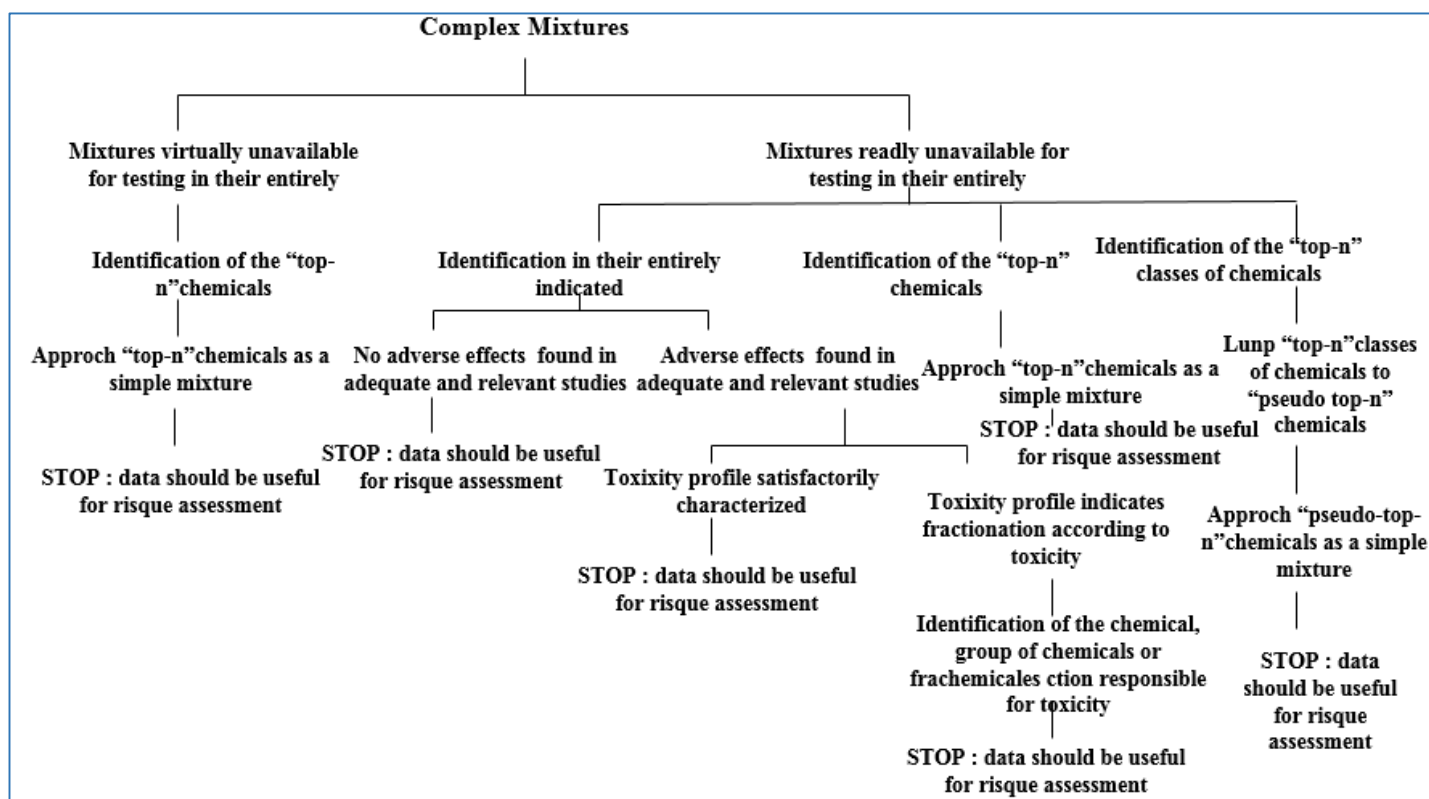 Complex Mixtures
Mixtures virtually unavailable
for testing in their entirely
Mixtures readly unavailable for
testing in their entirely
Identification of the “top-
n”chemicals
Identification in their entirely
indicated
Identification of the “top-n”
chemicals
Identification of the “top-n”
classes of chemicals
Approch “top-n”chemicals as a
simple mixture
No adverse effects found in
adequate and relevant studies
Adverse effects found in
adequate and relevant studies
Approch “top-n”chemicals as a
simple mixture
Lunp “top-n”classes
of chemicals to
“pseudo top-n”
chemicals
STOP : data should be useful
for risque assessment
STOP : data should be useful
for risque assessment
Toxixity profile satisfactorily
characterized
STOP : data should be useful
for risque assessment
Toxixity profile indicates
fractionation according to
toxicity
Approch “pseudo-top-
n”chemicals as a simple
mixture
STOP : data should be useful
for risque assessment
Identification of the chemical,
group of chemicals or
frachemicales ction responsible
for toxicity
STOP : data
should be useful
for risque
assessment
STOP : data should be useful
for risque assessment